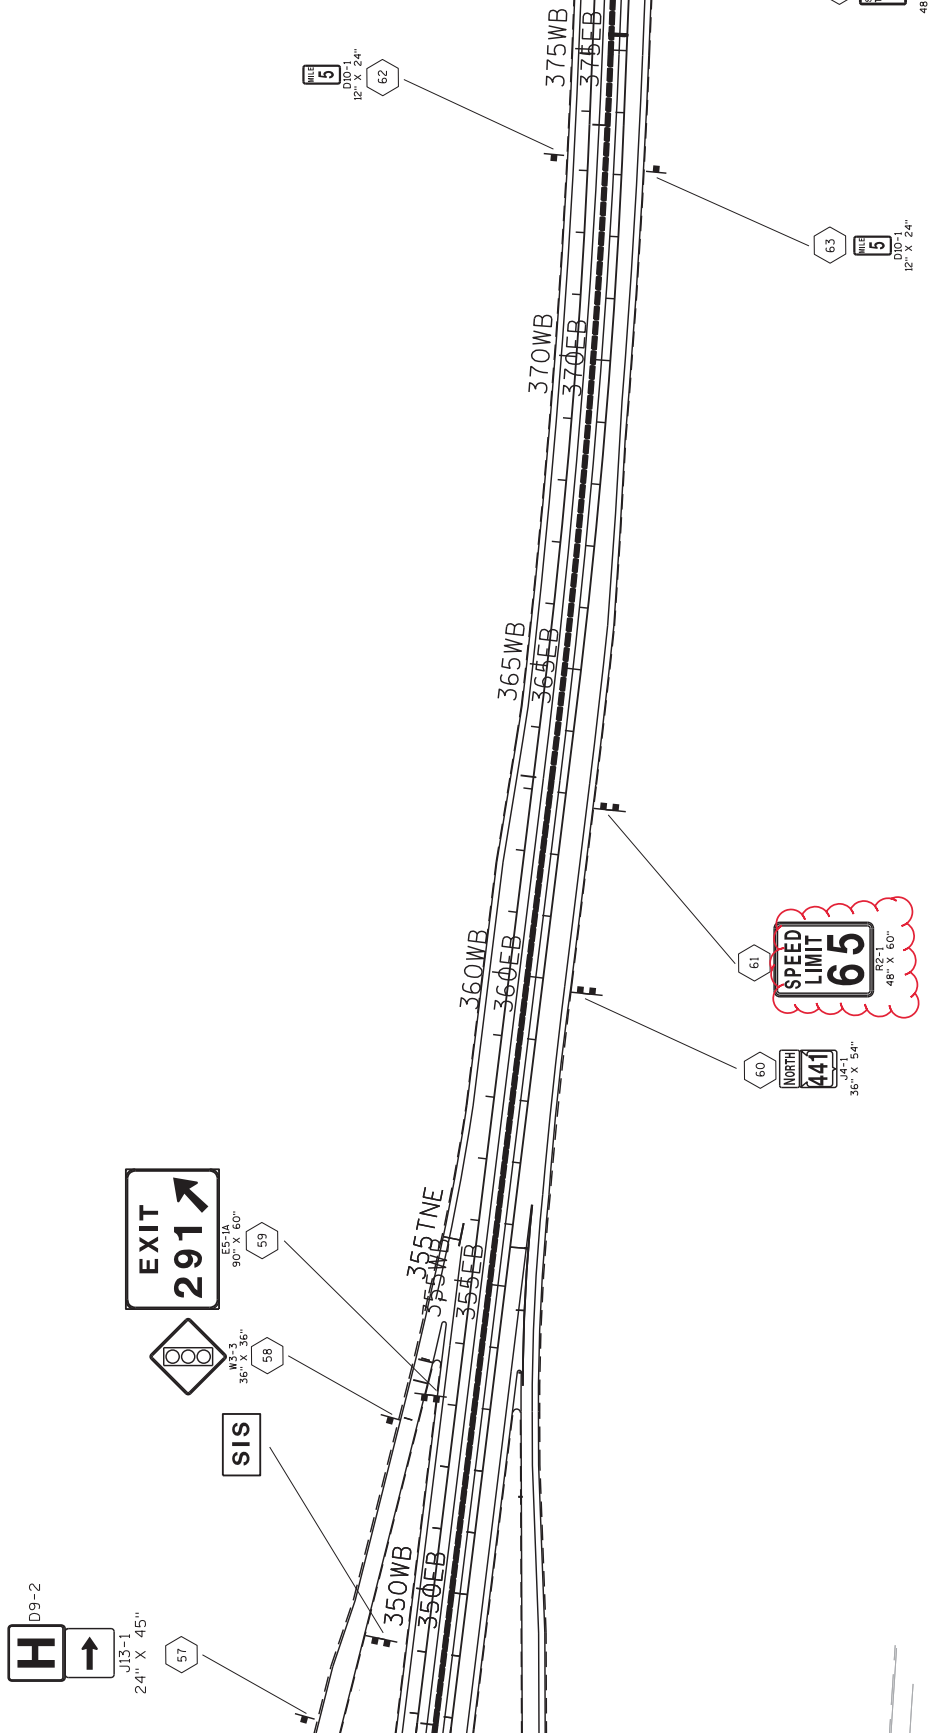 375WB
375EB
MILE
5
D10-1
12" X 24"
62
63
MILE
5
D10-1
12" X 24"
48
370WB
370EB
365WB
365EB
61
SPEED
LIMIT
65
R2-1
48" X 60"
360WB
360EB
60
NORTH
441
J4-1
36" X 54"
EXIT
291
E5-1A
90" X 60"
59
355TNE
355WB
355EB
W3-3
36" X 36"
58
SIS
350WB
350EB
H
D9-2
J13-1
24" X 45"
57